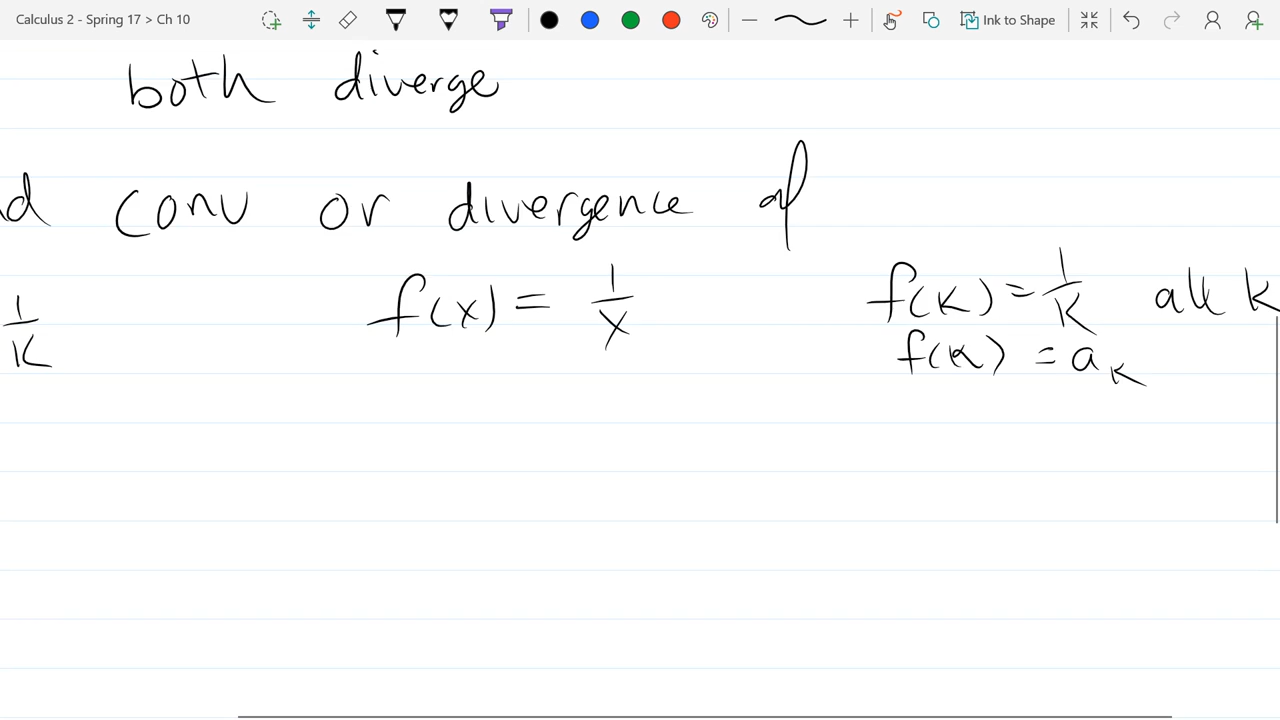 Calculus 2 - Spring 17 > Ch 10
Ink to Shape
both diverge
d conv or divergence of
1/k f(x) = 1/x f(k) = 1/k all k
f(k) = a_k